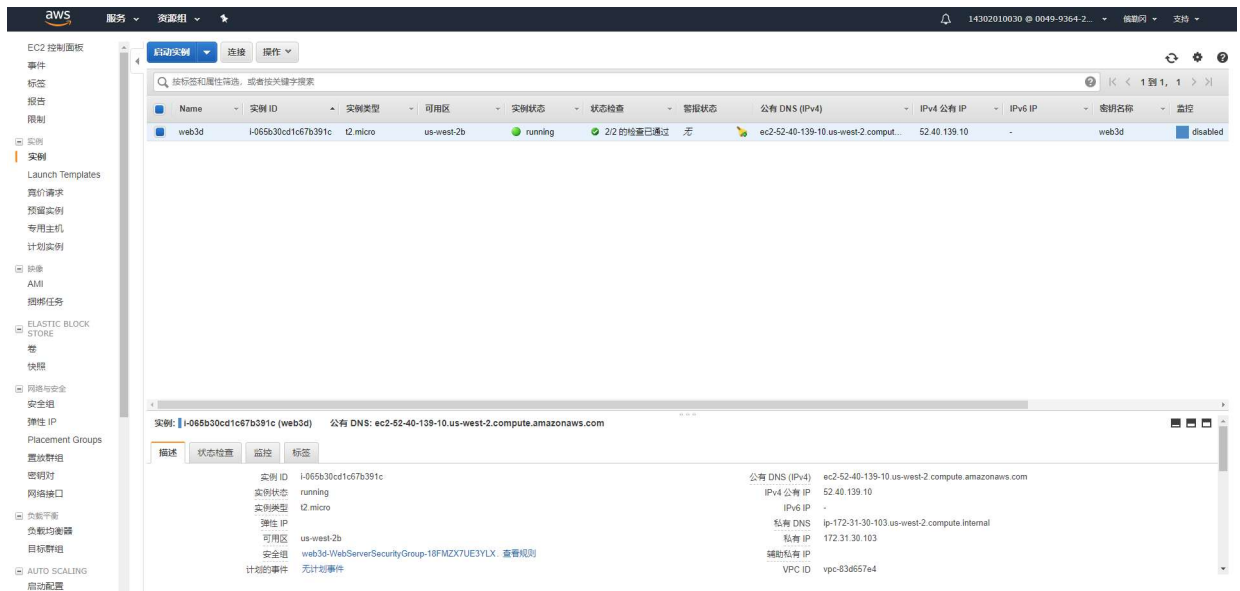 aws 服务 资源组 14302010030 @ 0049-9364-2... 俄勒冈 支持
EC2 控制面板
事件
标签
报告
限制
实例
实例
Launch Templates
竞价请求
预留实例
专用主机
计划实例
映像
AMI
捆绑任务
ELASTIC BLOCK
STORE
卷
快照
网络与安全
安全组
弹性 IP
Placement Groups
置放群组
密钥对
网络接口
负载平衡
负载均衡器
目标群组
AUTO SCALING
启动配置
启动实例 连接 操作
按标签和属性筛选，或者按关键字搜索 1 到 1, 1
Name 实例 ID 实例类型 可用区 实例状态 状态检查 警报状态 公有 DNS (IPv4) IPv4 公有 IP IPv6 IP 密钥名称 监控
web3d i-065b30cd1c67b391c t2.micro us-west-2b running 2/2 的检查已通过 无 ec2-52-40-139-10.us-west-2.comput... 52.40.139.10 - web3d disabled
实例: i-065b30cd1c67b391c (web3d) 公有 DNS: ec2-52-40-139-10.us-west-2.compute.amazonaws.com
描述 状态检查 监控 标签
实例 ID i-065b30cd1c67b391c 公有 DNS (IPv4) ec2-52-40-139-10.us-west-2.compute.amazonaws.com
实例状态 running IPv4 公有 IP 52.40.139.10
实例类型 t2.micro IPv6 IP -
弹性 IP 私有 DNS ip-172-31-30-103.us-west-2.compute.internal
可用区 us-west-2b 私有 IP 172.31.30.103
安全组 web3d-WebServerSecurityGroup-18FMZX7UE3YLX. 查看规则 辅助私有 IP
计划的事件 无计划事件 VPC ID vpc-83d657e4